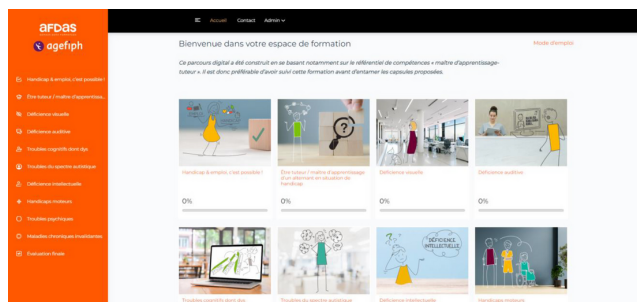 afdas
agefiph
Handicap & emploi, c'est possible !
Être tuteur / maître d'apprentissa...
Déficience visuelle
Déficience auditive
Troubles cognitifs dont dys
Troubles du spectre autistique
Déficience intellectuelle
Handicaps moteurs
Troubles psychiques
Maladies chroniques invalidantes
Evaluation finale
Accueil Contact Admin
Bienvenue dans votre espace de formation
Mode d'emploi
Ce parcours digital a été construit en se basant notamment sur le référentiel de compétences « maître d'apprentissage-
tuteur ». Il est donc préférable d'avoir suivi cette formation avant d'entamer les capsules proposées.
Handicap & emploi, c'est possible !
0%
Être tuteur / maître d'apprentissage
d'un alternant en situation de
handicap
0%
Déficience visuelle
0%
Déficience auditive
0%
DÉFICIENCE
INTELLECTUELLE
Troubles cognitifs dont dys
Troubles du spectre autistique
Déficience intellectuelle
Handicaps moteurs